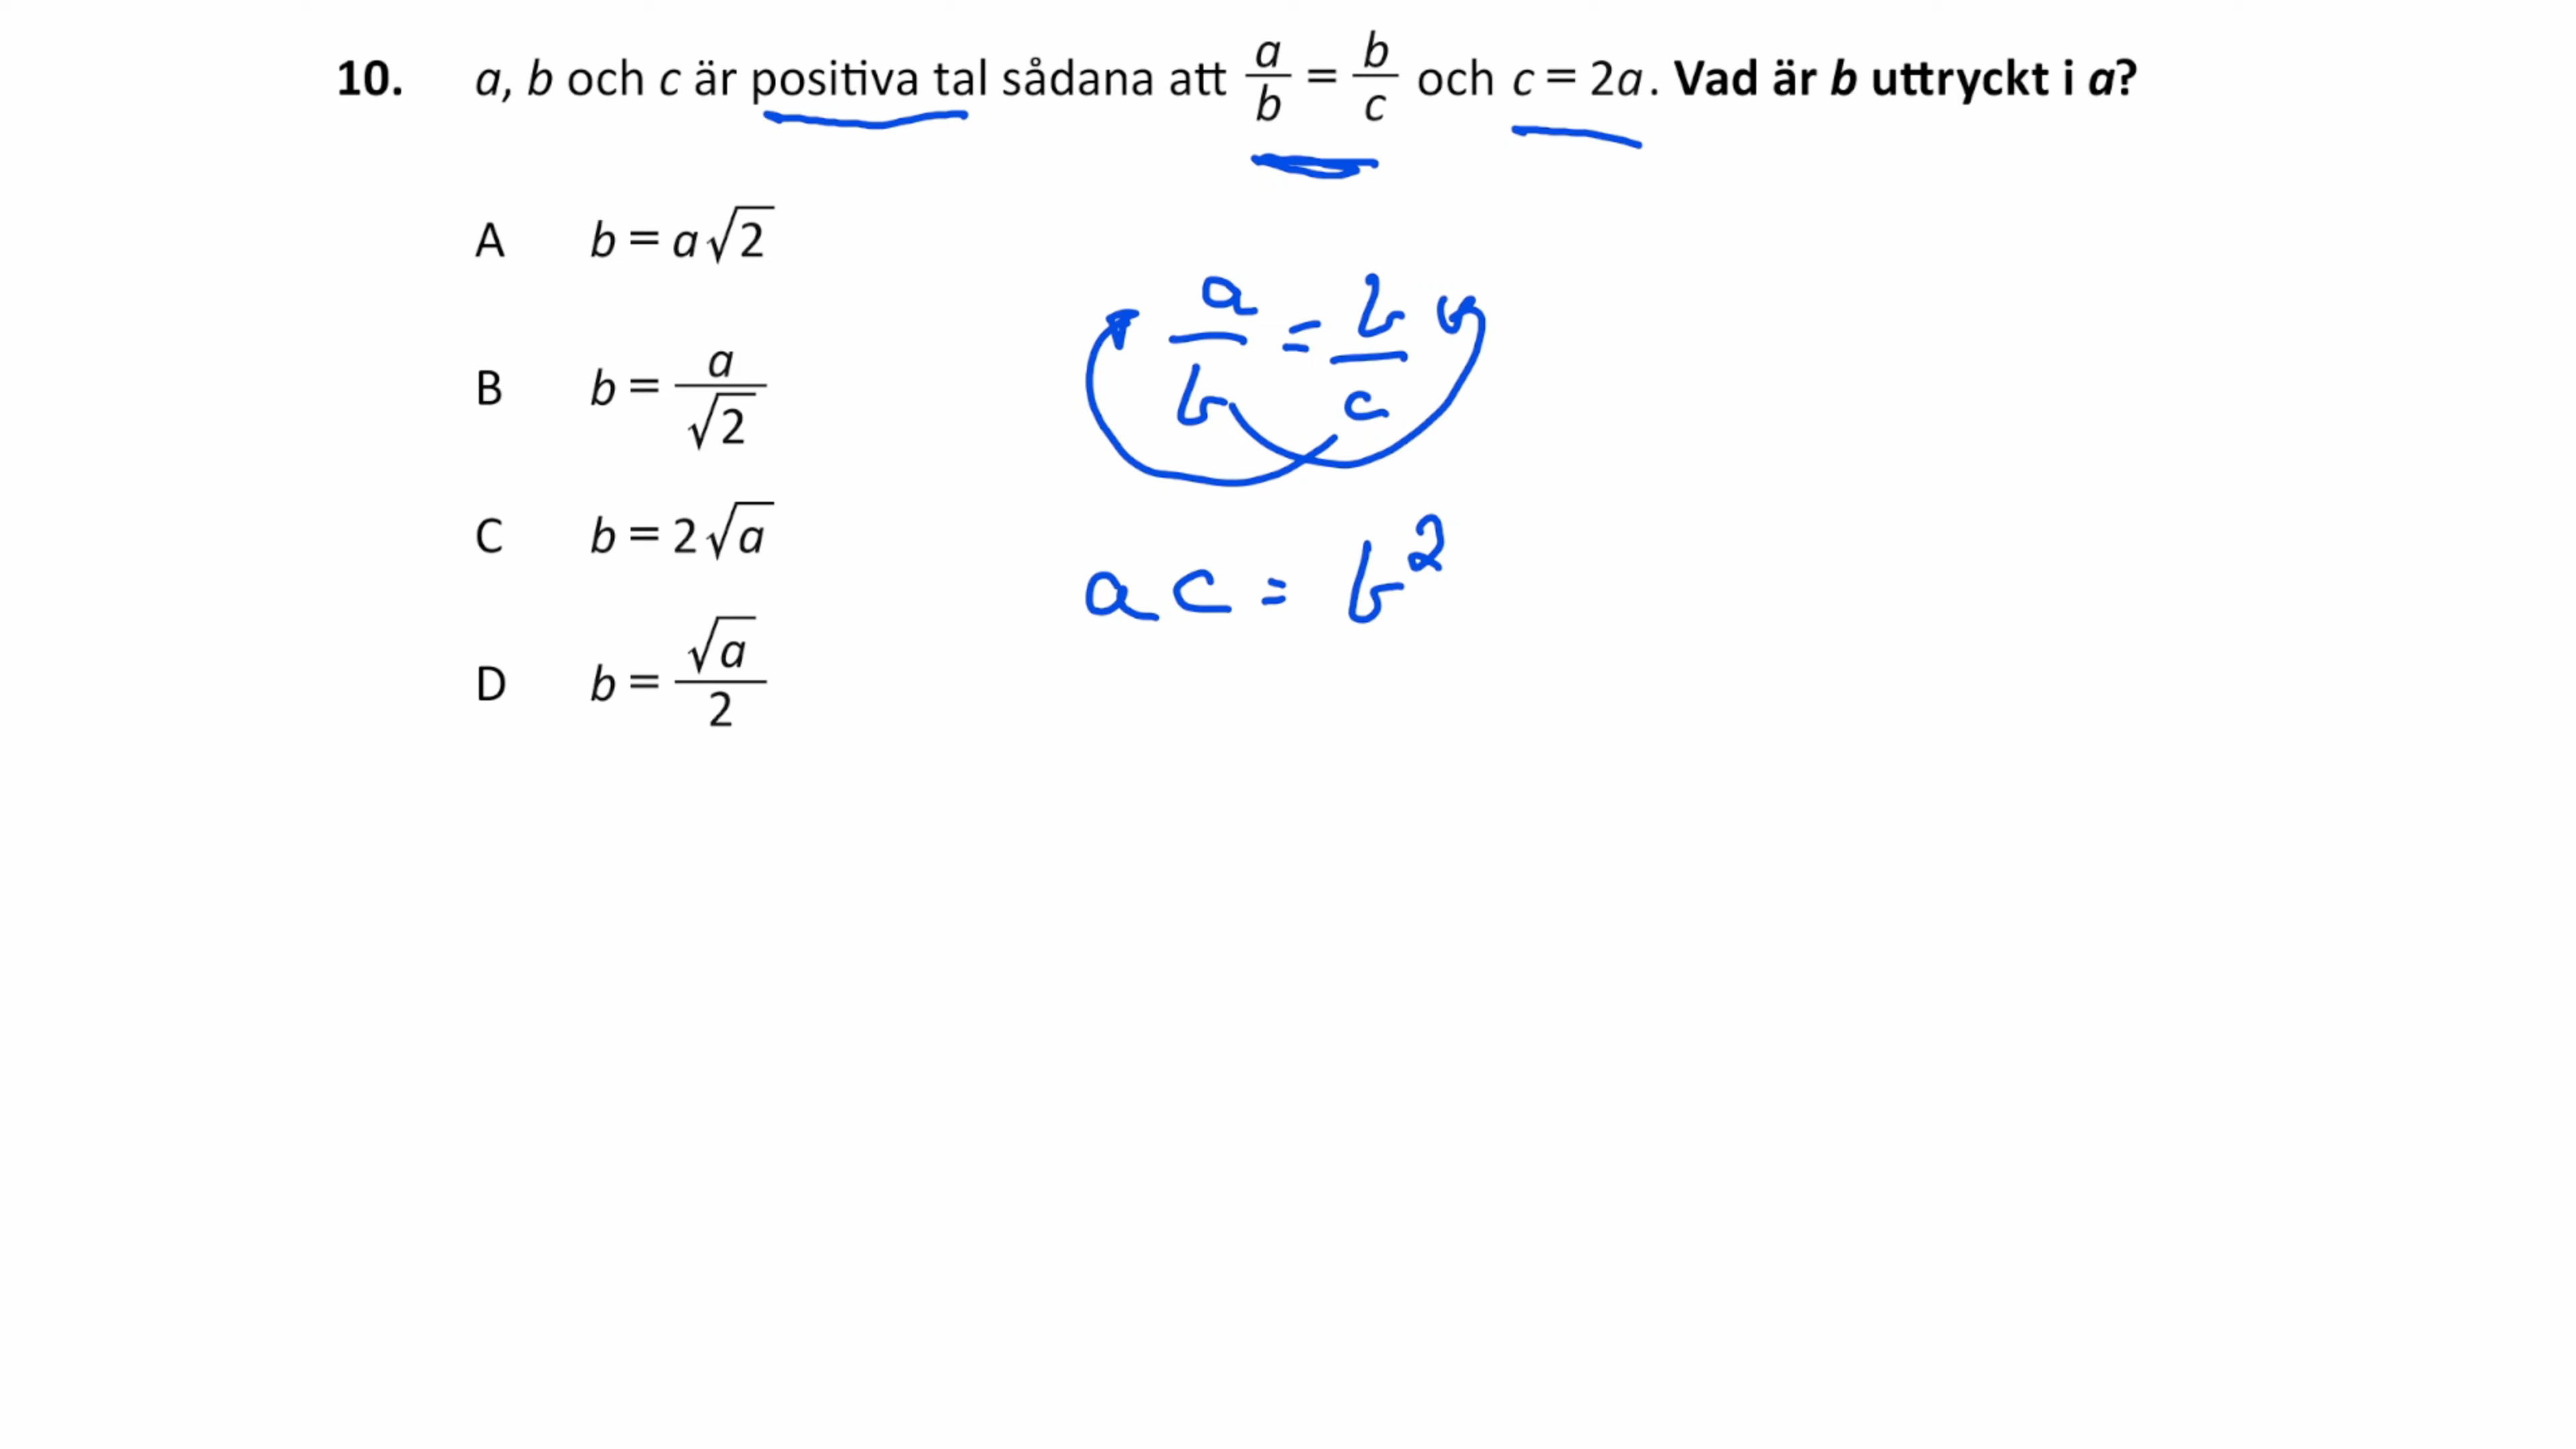 10. a, b och c är positiva tal sådana att a/b = b/c och c = 2a. Vad är b uttryckt i a?
A b = a√2
B b = a/√2
C b = 2√a
D b = √a/2
a/b = b/c
ac = b²